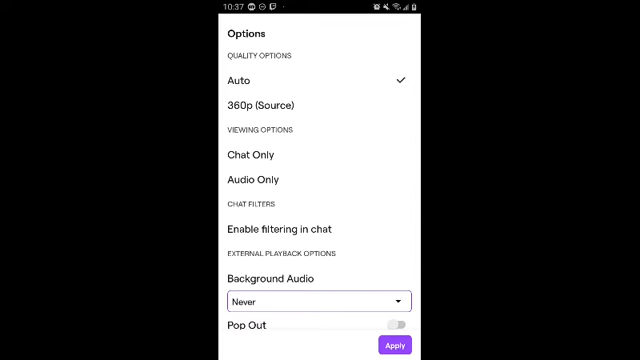 10:37
Options
QUALITY OPTIONS
Auto
360p (Source)
VIEWING OPTIONS
Chat Only
Audio Only
CHAT FILTERS
Enable filtering in chat
EXTERNAL PLAYBACK OPTIONS
Background Audio
Never
Pop Out
Apply